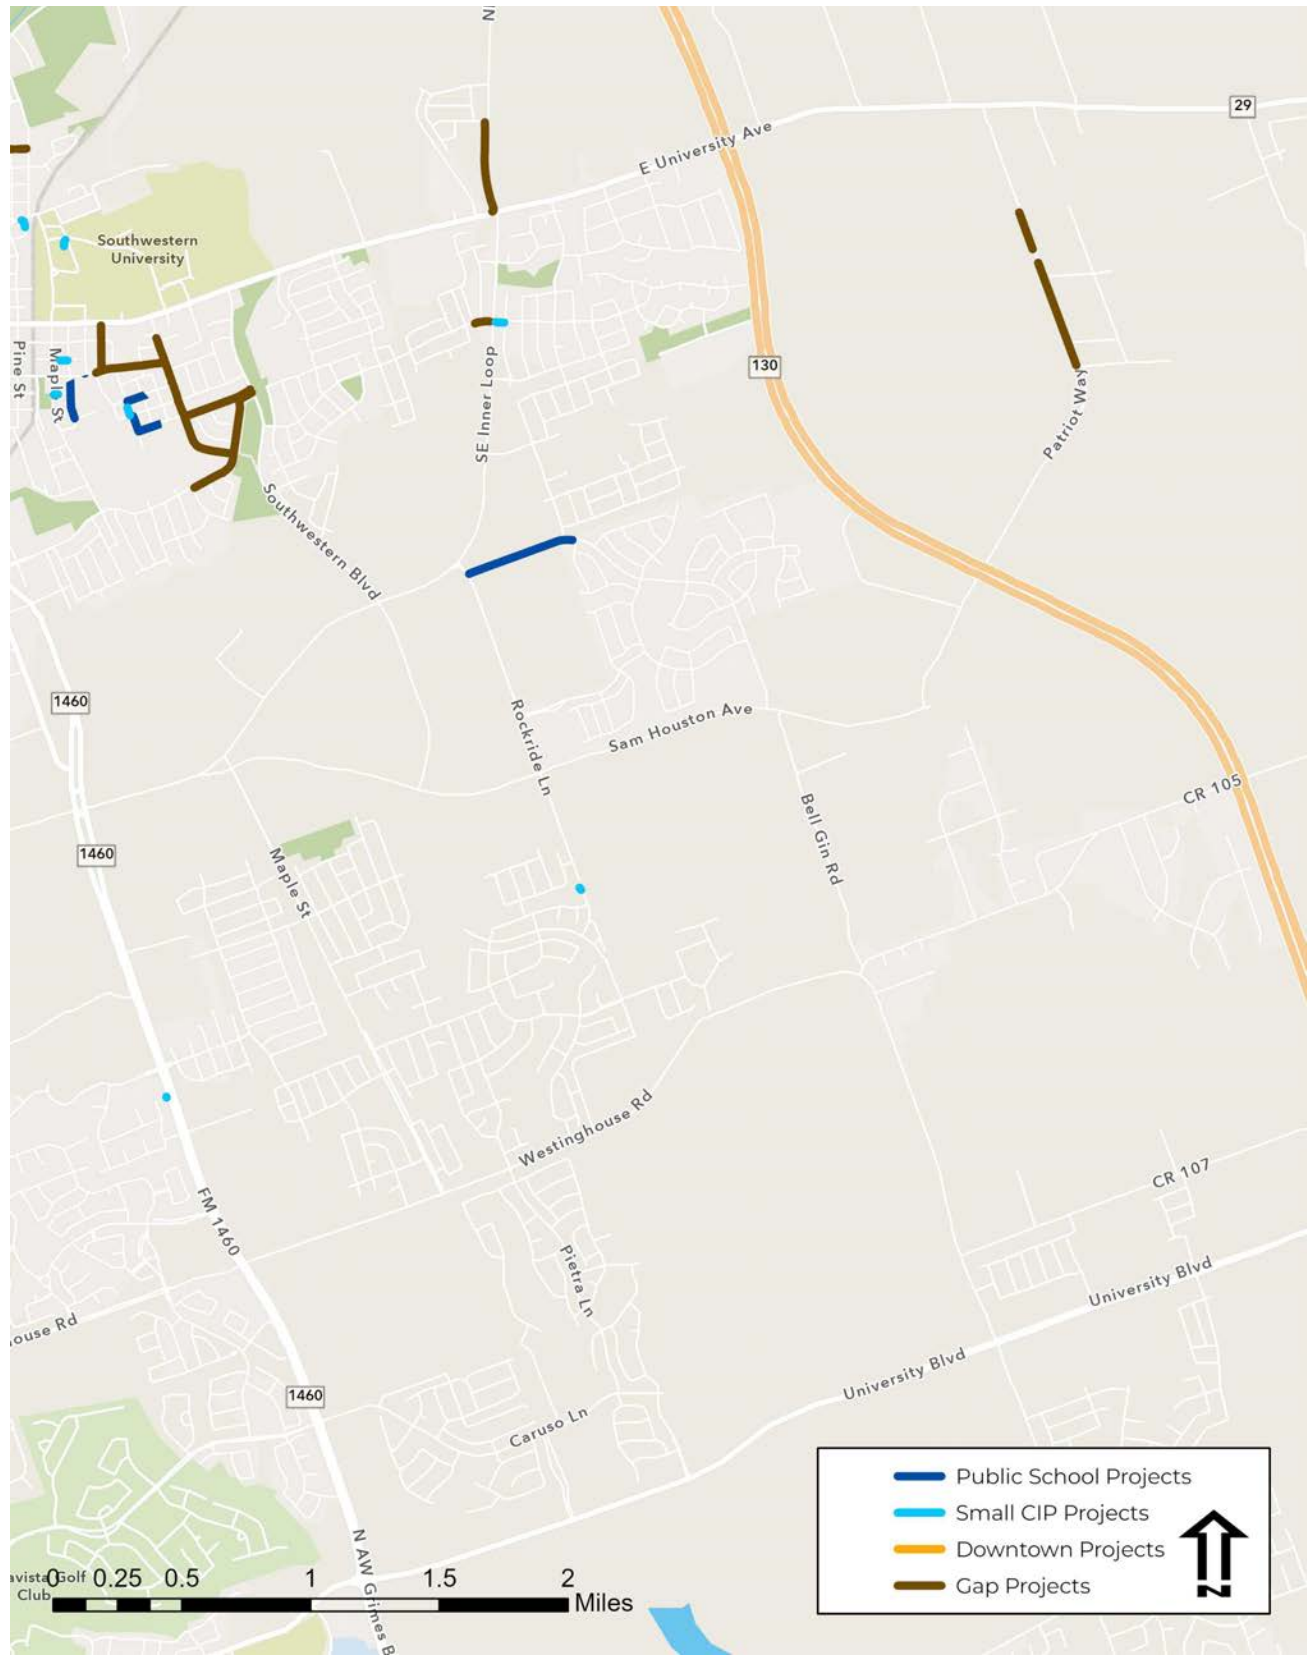 NI
29
E University Ave
Southwestern
University
Pine St
Maple St
SE Inner Loop
130
Patriot Way
Southwestern Blvd
1460
Rockride Ln
Sam Houston Ave
CR 105
1460
Maple St
Bell Gin Rd
Westinghouse Rd
CR 107
FM 1460
Pietra Ln
University Blvd
ouse Rd
University Blvd
1460
Caruso Ln
N AW Grimes B
avista Golf
Club
0 0.25 0.5 1 1.5 2
Miles
Public School Projects
Small CIP Projects
Downtown Projects
Gap Projects
N